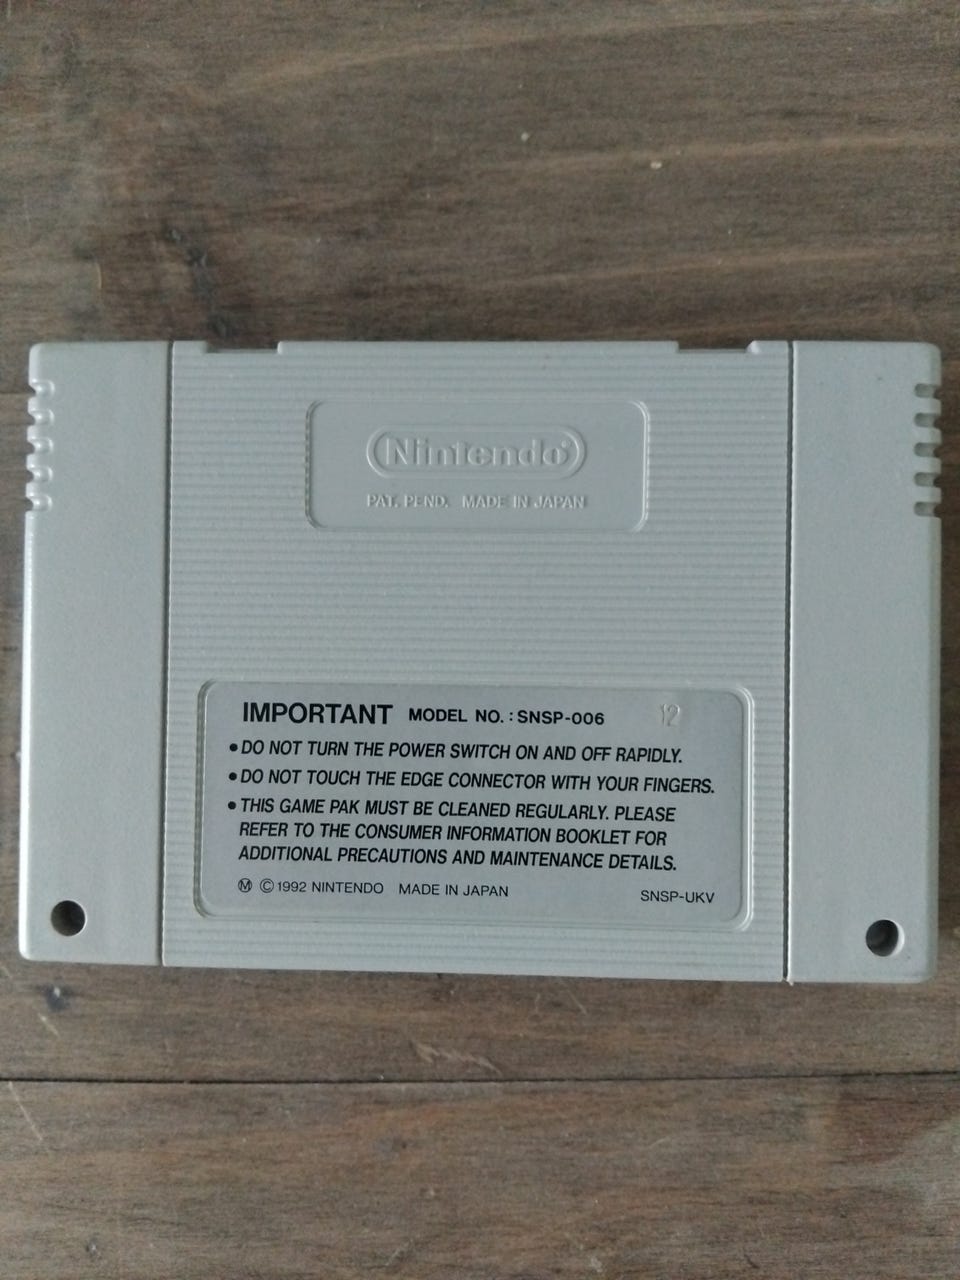 Nintendo
PAT. PEND. MADE IN JAPAN
IMPORTANT MODEL NO. : SNSP-006 12
• DO NOT TURN THE POWER SWITCH ON AND OFF RAPIDLY.
• DO NOT TOUCH THE EDGE CONNECTOR WITH YOUR FINGERS.
• THIS GAME PAK MUST BE CLEANED REGULARLY. PLEASE
REFER TO THE CONSUMER INFORMATION BOOKLET FOR
ADDITIONAL PRECAUTIONS AND MAINTENANCE DETAILS.
Ⓜ ©1992 NINTENDO MADE IN JAPAN SNSP-UKV